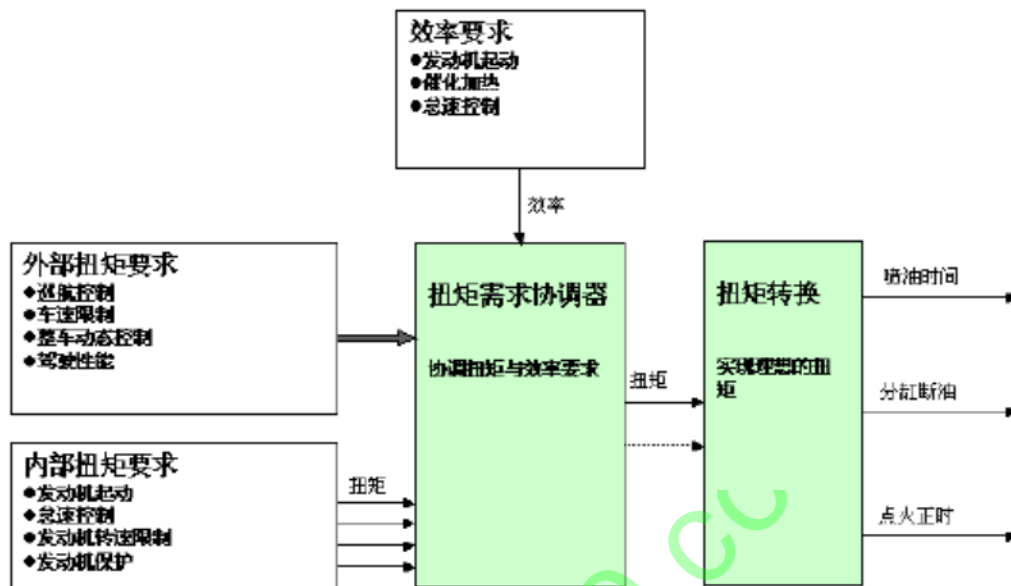 效率要求
●发动机起动
●催化加热
●怠速控制
效率
外部扭矩要求
◆巡航控制
◆车速限制
◆整车动态控制
◆驾驶性能
扭矩需求协调器
协调扭矩与效率要求
扭矩
扭矩转换
实现理想的扭
矩
喷油时间
分缸断油
点火正时
内部扭矩要求
◆发动机起动
◆怠速控制
◆发动机转速限制
◆发动机保护
扭矩